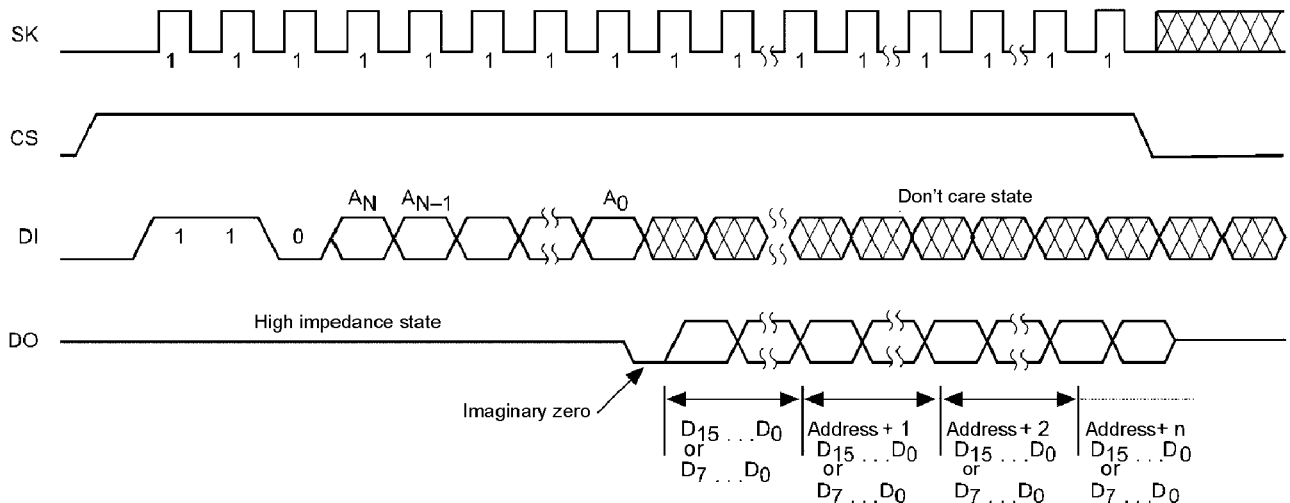 SK
1 1 1 1 1 1 1 1 1 1 1 1 1 1 1 1
CS
Don't care state
A_N A_N–1 A_0
DI
1 1 0
High impedance state
DO
Imaginary zero
D_15 . . . D_0
or
D_7 . . . D_0
Address + 1
D_15 . . . D_0
or
D_7 . . . D_0
Address + 2
D_15 . . . D_0
or
D_7 . . . D_0
Address + n
D_15 . . . D_0
or
D_7 . . . D_0